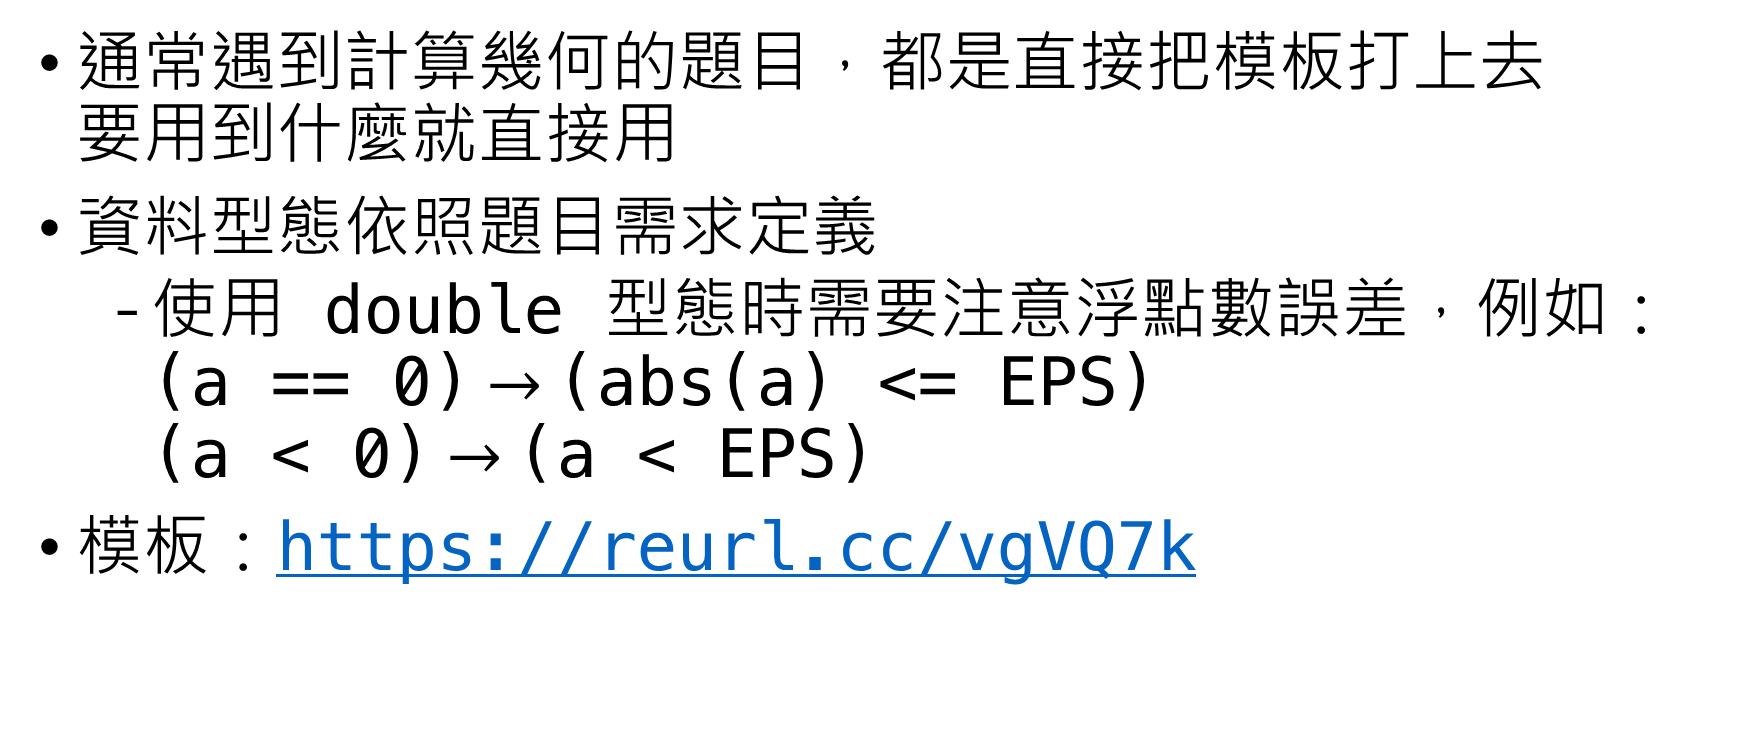 • 通常遇到計算幾何的題目，都是直接把模板打上去
要用到什麼就直接用
• 資料型態依照題目需求定義
- 使用 double 型態時需要注意浮點數誤差，例如：
(a == 0)→(abs(a) <= EPS)
(a < 0)→(a < EPS)
• 模板：https://reurl.cc/vgVQ7k